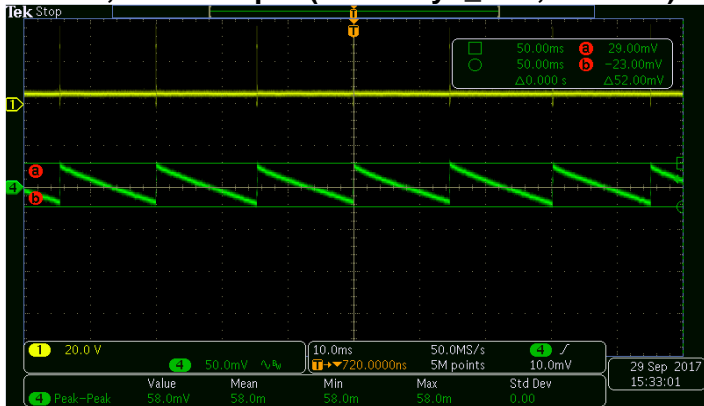 Tek Stop
T
T
50.00ms a 29.00mV
50.00ms b -23.00mV
Δ0.000 s Δ52.00mV
1
a
4
b
1 20.0 V
4 50.0mV
10.0ms 50.0MS/s 4
T→▼720.0000ns 5M points 10.0mV
Value Mean Min Max Std Dev
4 Peak-Peak 58.0mV 58.0m 58.0m 58.0m 0.00
29 Sep 2017
15:33:01